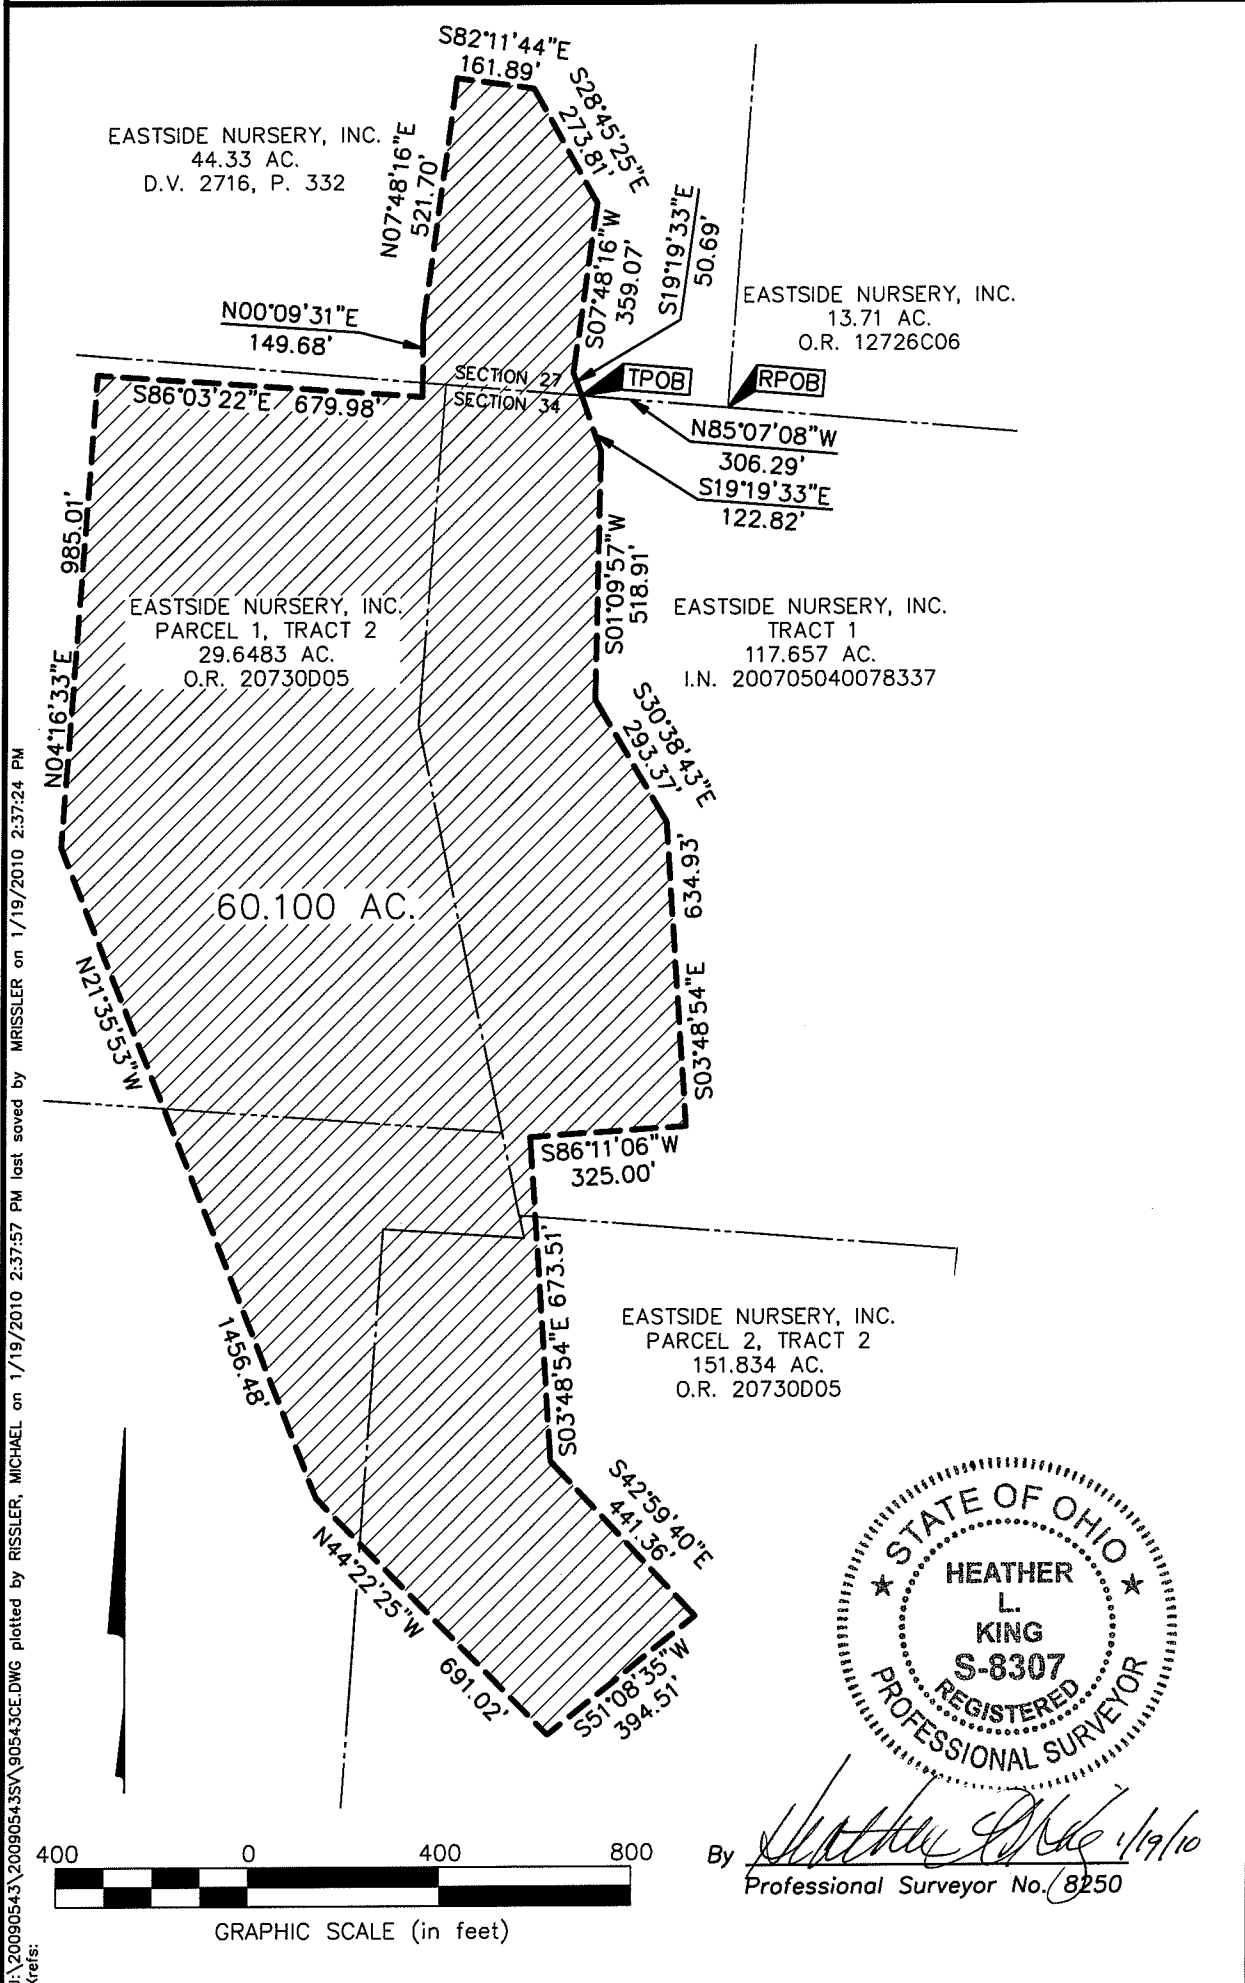 S82°11'44"E
161.89'
S28°45'25"E
273.81'
EASTSIDE NURSERY, INC.
44.33 AC.
D.V. 2716, P. 332
N07°48'16"E
521.70'
S07°48'16"W
359.07'
S19°19'33"E
50.69'
EASTSIDE NURSERY, INC.
13.71 AC.
O.R. 12726C06
N00°09'31"E
149.68'
SECTION 27
SECTION 34
TPOB
RPOB
S86°03'22"E 679.98'
N85°07'08"W
306.29'
S19°19'33"E
122.82'
985.01'
N04°16'33"E
S01°09'57"W
518.91'
EASTSIDE NURSERY, INC.
PARCEL 1, TRACT 2
29.6483 AC.
O.R. 20730D05
EASTSIDE NURSERY, INC.
TRACT 1
117.657 AC.
I.N. 200705040078337
S30°38'43"E
293.37'
634.93'
S03°48'54"E
60.100 AC.
N21°35'53"W
1456.48'
S86°11'06"W
325.00'
S03°48'54"E 673.51'
EASTSIDE NURSERY, INC.
PARCEL 2, TRACT 2
151.834 AC.
O.R. 20730D05
S42°59'40"E
441.36'
N44°22'25"W
691.02'
S51°08'35"W
394.51'
STATE OF OHIO
HEATHER
L.
KING
S-8307
REGISTERED
PROFESSIONAL SURVEYOR
400 0 400 800
GRAPHIC SCALE (in feet)
By 1/19/10
Professional Surveyor No. 8250
J:\20090543\20090543SV\90543CE.DWG plotted by RISSLER, MICHAEL on 1/19/2010 2:37:57 PM last saved by MRISSLER on 1/19/2010 2:37:24 PM
Xrefs: